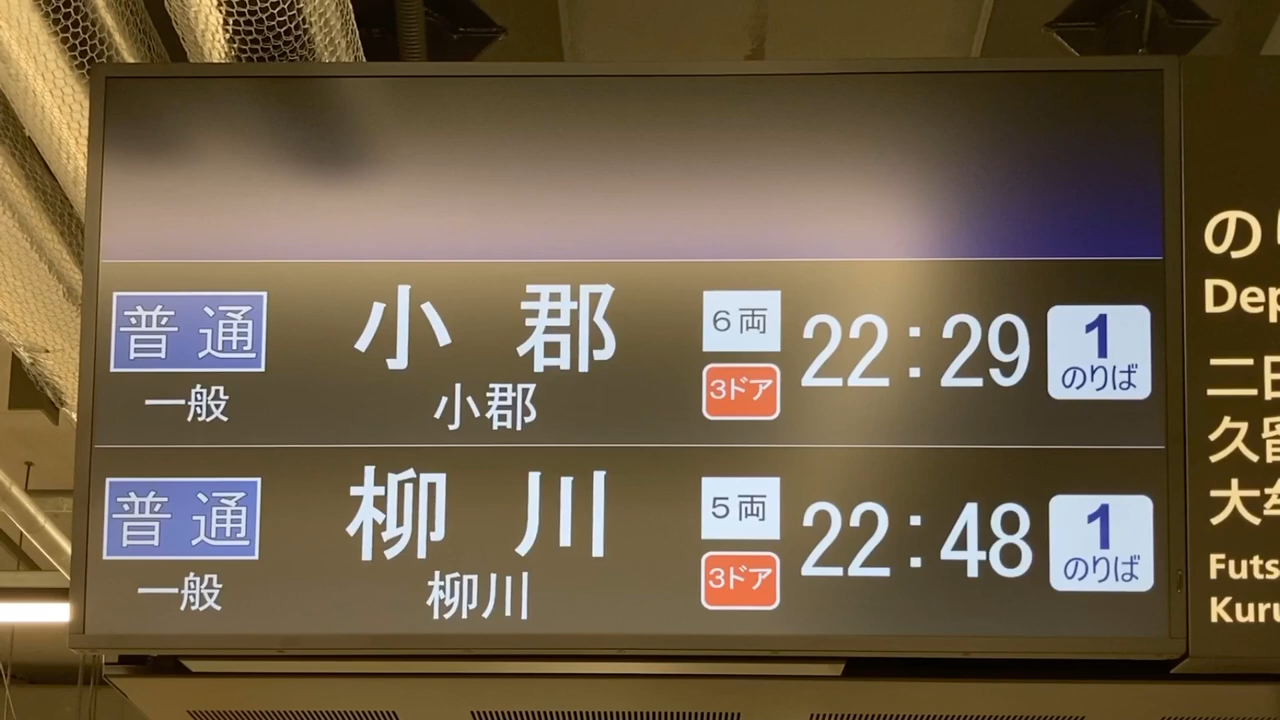 普通 小郡 6両 22:29 1
一般 小郡 3ドア のりば
普通 柳川 5両 22:48 1
一般 柳川 3ドア のりば
の
Dep
二
久留
大牟
Futs
Kuru